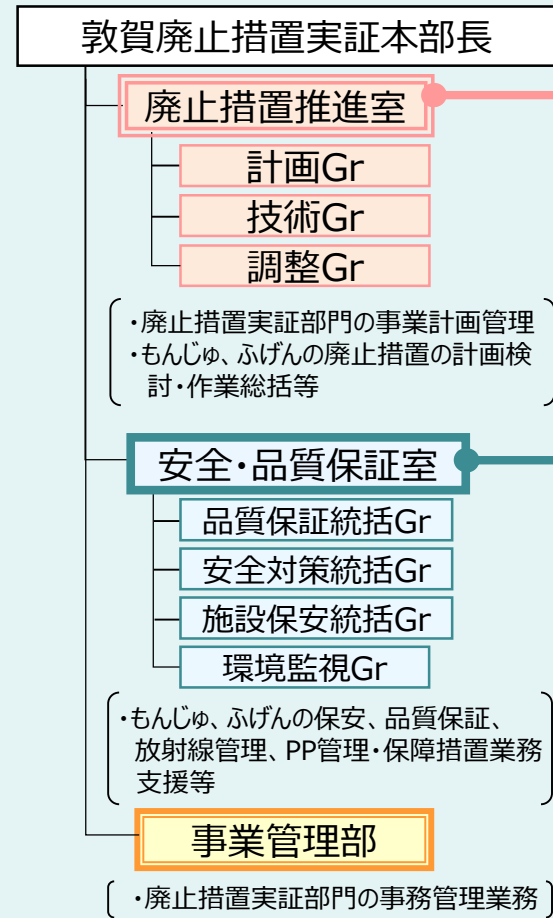 敦賀廃止措置実証本部長
廃止措置推進室
計画Gr
技術Gr
調整Gr
・廃止措置実証部門の事業計画管理
・もんじゅ、ふげんの廃止措置の計画検
討・作業総括等
安全・品質保証室
品質保証統括Gr
安全対策統括Gr
施設保安統括Gr
環境監視Gr
・もんじゅ、ふげんの保安、品質保証、
放射線管理、PP管理・保障措置業務
支援等
事業管理部
・廃止措置実証部門の事務管理業務